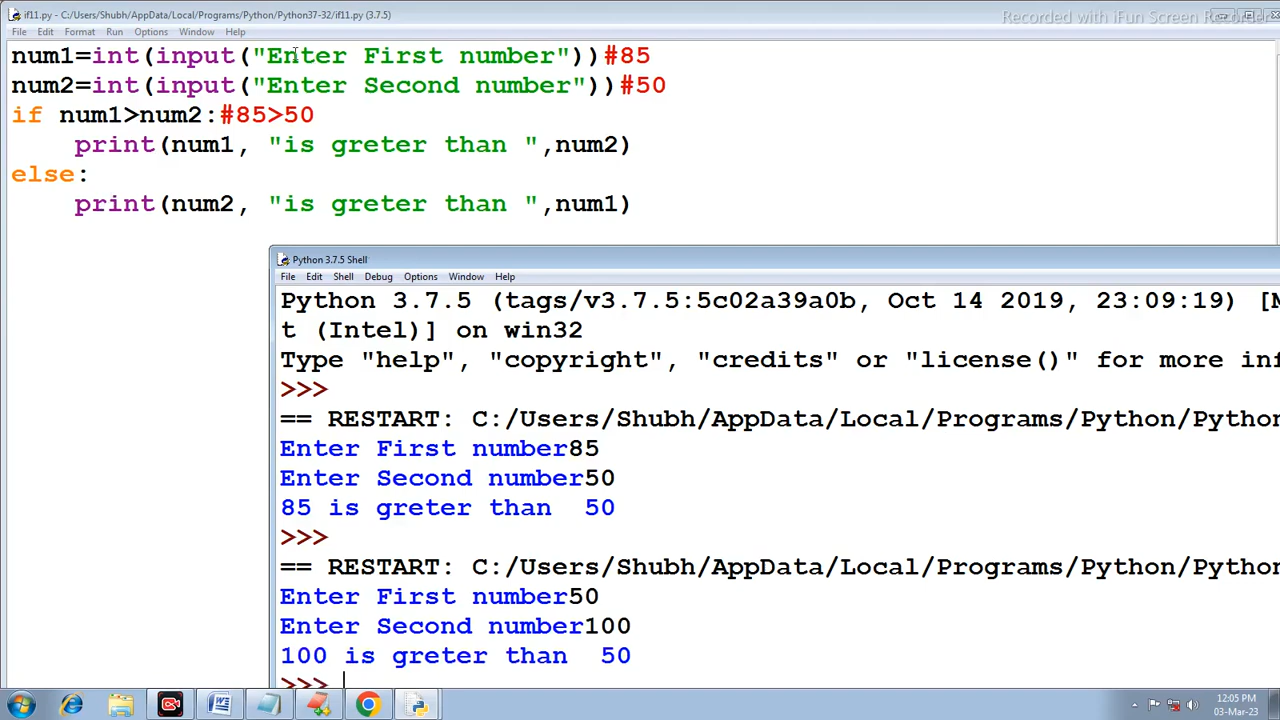 if11.py - C:/Users/Shubh/AppData/Local/Programs/Python/Python37-32/if11.py (3.7.5)
Recorded with iFun Screen Recorder
File Edit Format Run Options Window Help
num1=int(input("Enter First number"))#85
num2=int(input("Enter Second number"))#50
if num1>num2:#85>50
    print(num1, "is greter than ",num2)
else:
    print(num2, "is greter than ",num1)
Python 3.7.5 Shell
File Edit Shell Debug Options Window Help
Python 3.7.5 (tags/v3.7.5:5c02a39a0b, Oct 14 2019, 23:09:19) [M
t (Intel)] on win32
Type "help", "copyright", "credits" or "license()" for more inf
>>>
== RESTART: C:/Users/Shubh/AppData/Local/Programs/Python/Python
Enter First number85
Enter Second number50
85 is greter than  50
>>>
== RESTART: C:/Users/Shubh/AppData/Local/Programs/Python/Python
Enter First number50
Enter Second number100
100 is greter than  50
>>>
12:05 PM
03-Mar-23